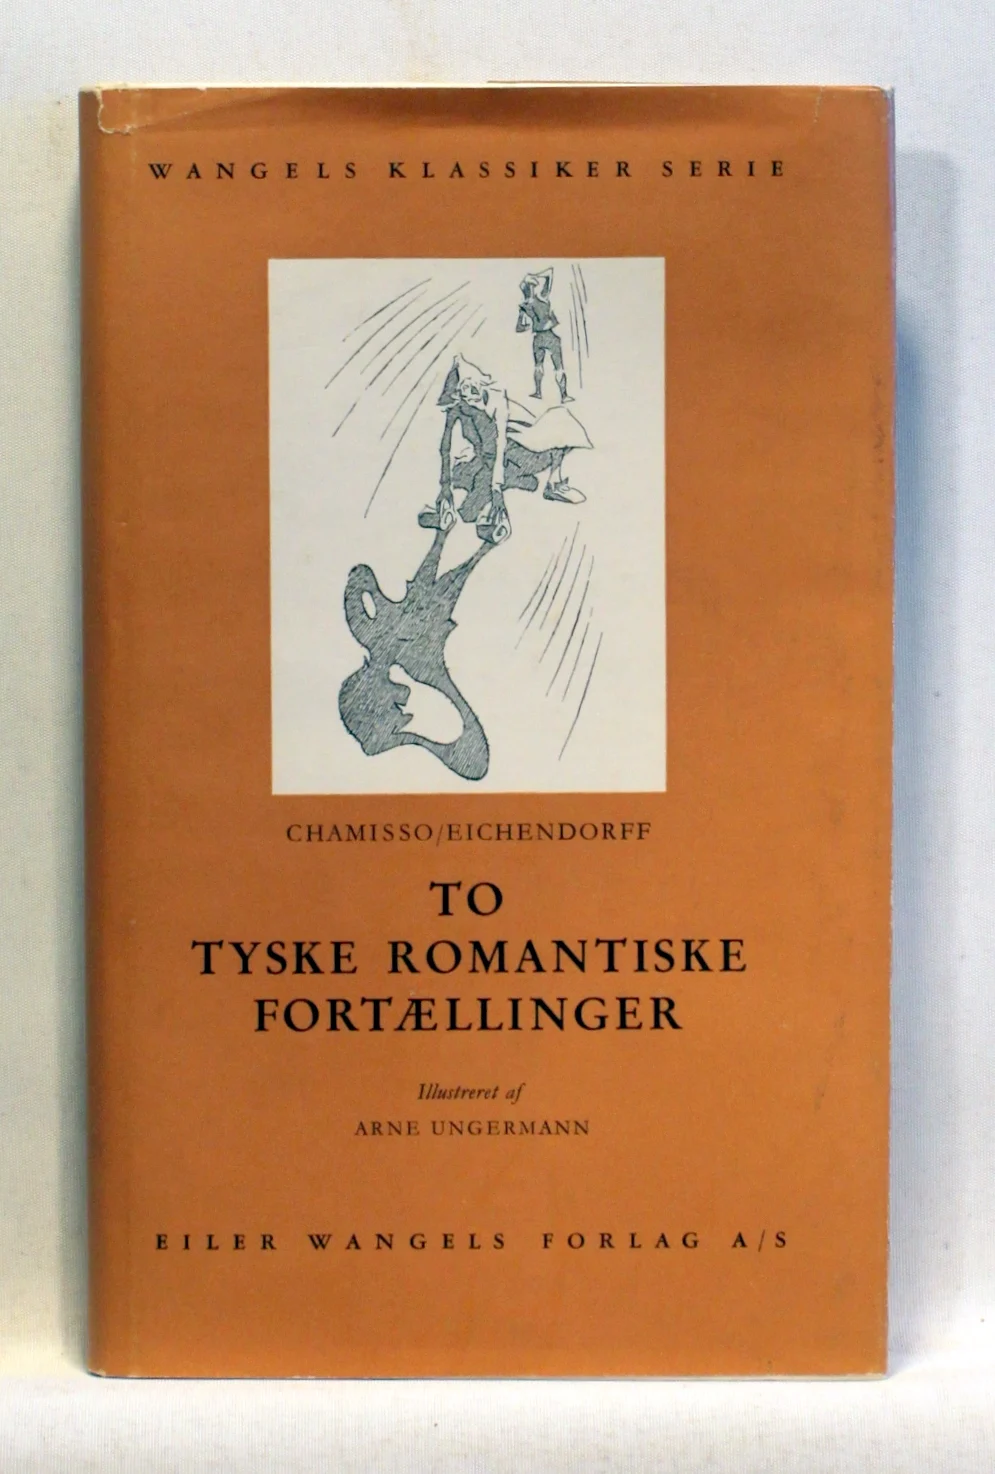 WANGELS KLASSIKER SERIE
CHAMISSO/EICHENDORFF
TO
TYSKE ROMANTISKE
FORTÆLLINGER
Illustreret af
ARNE UNGERMANN
EILER WANGELS FORLAG A/S